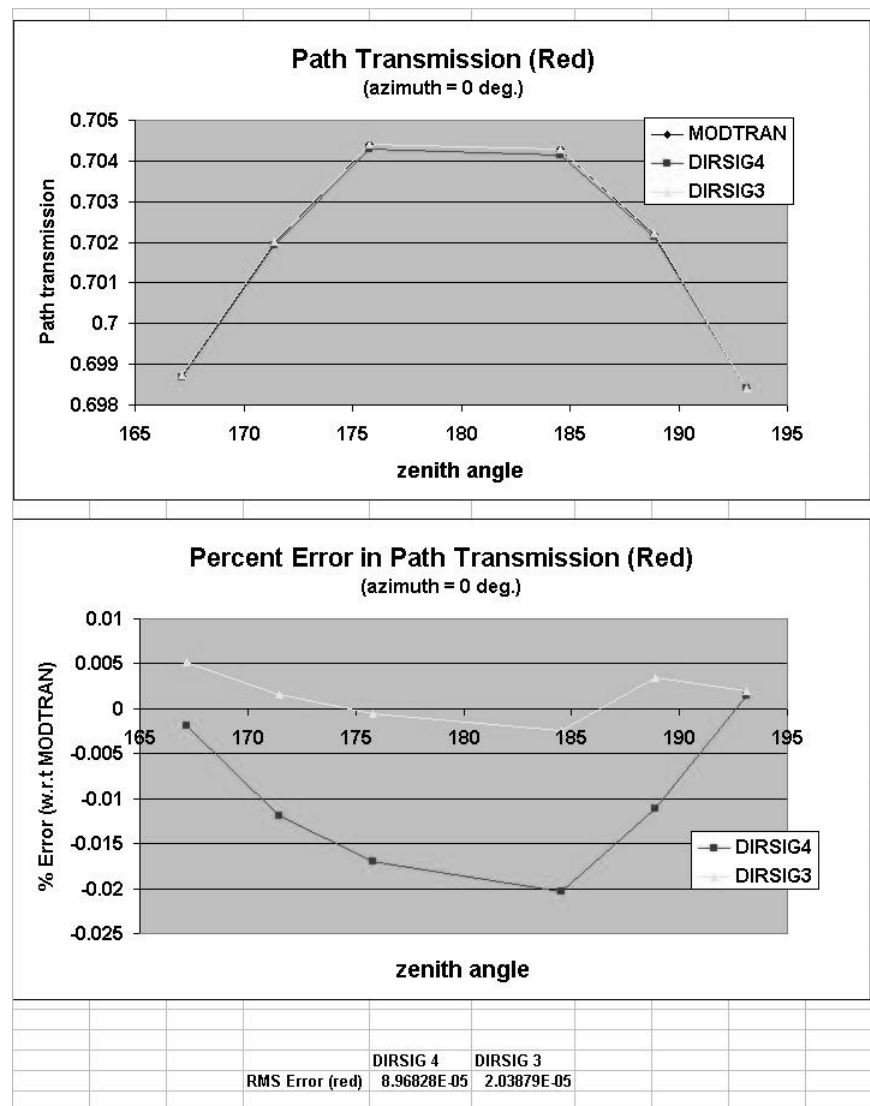 Path Transmission (Red)
(azimuth = 0 deg.)
Path transmission
0.705
0.704
0.703
0.702
0.701
0.7
0.699
0.698
165 170 175 180 185 190 195
zenith angle
MODTRAN
DIRSIG4
DIRSIG3
Percent Error in Path Transmission (Red)
(azimuth = 0 deg.)
% Error (w.r.t MODTRAN)
0.01
0.005
0
-0.005
-0.01
-0.015
-0.02
-0.025
165 170 175 180 185 190 195
zenith angle
DIRSIG4
DIRSIG3
DIRSIG 4 DIRSIG 3
RMS Error (red) 8.96828E-05 2.03879E-05